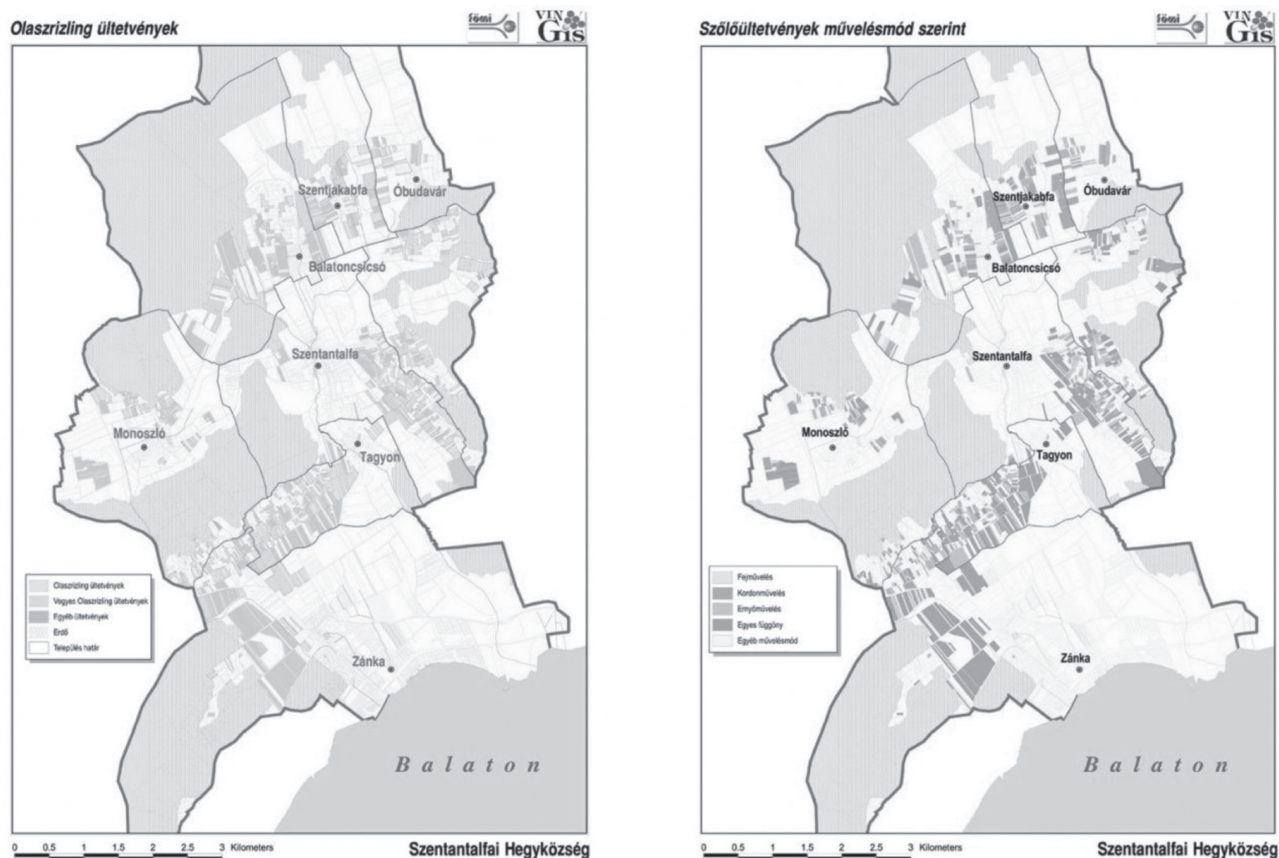 Olaszrizling ültetvények
fömi
VIN
GIS
Szentjakabfa
Óbudavár
Balatoncsicsó
Szentantalfa
Monoszló
Tagyon
Olaszrizling ültetvények
Vegyes Olaszrizling ültetvények
Egyéb ültetvények
Erdő
Település határ
Zánka
Balaton
0 0.5 1 1.5 2 2.5 3 Kilometers
Szentantalfai Hegyközség
Szőlőültetvények művelésmód szerint
fömi
VIN
GIS
Szentjakabfa
Óbudavár
Balatoncsicsó
Szentantalfa
Monoszló
Tagyon
Fejművelés
Kordonművelés
Ernyőművelés
Egyes függöny
Egyéb művelésmód
Zánka
Balaton
0 0.5 1 1.5 2 2.5 3 Kilometers
Szentantalfai Hegyközség